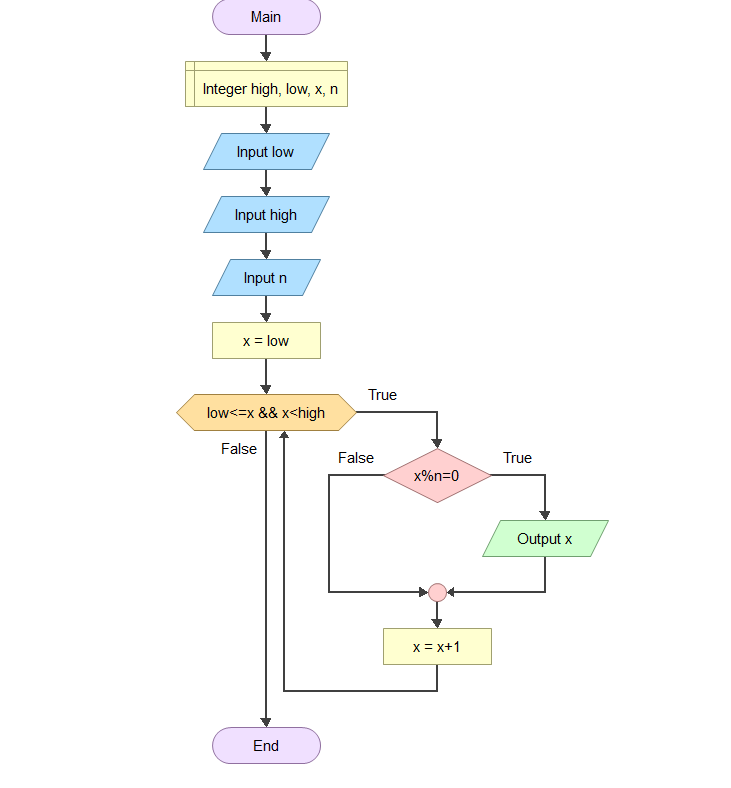 Main
Integer high, low, x, n
Input low
Input high
Input n
x = low
low<=x && x<high
True
False
False
x%n=0
True
Output x
x = x+1
End